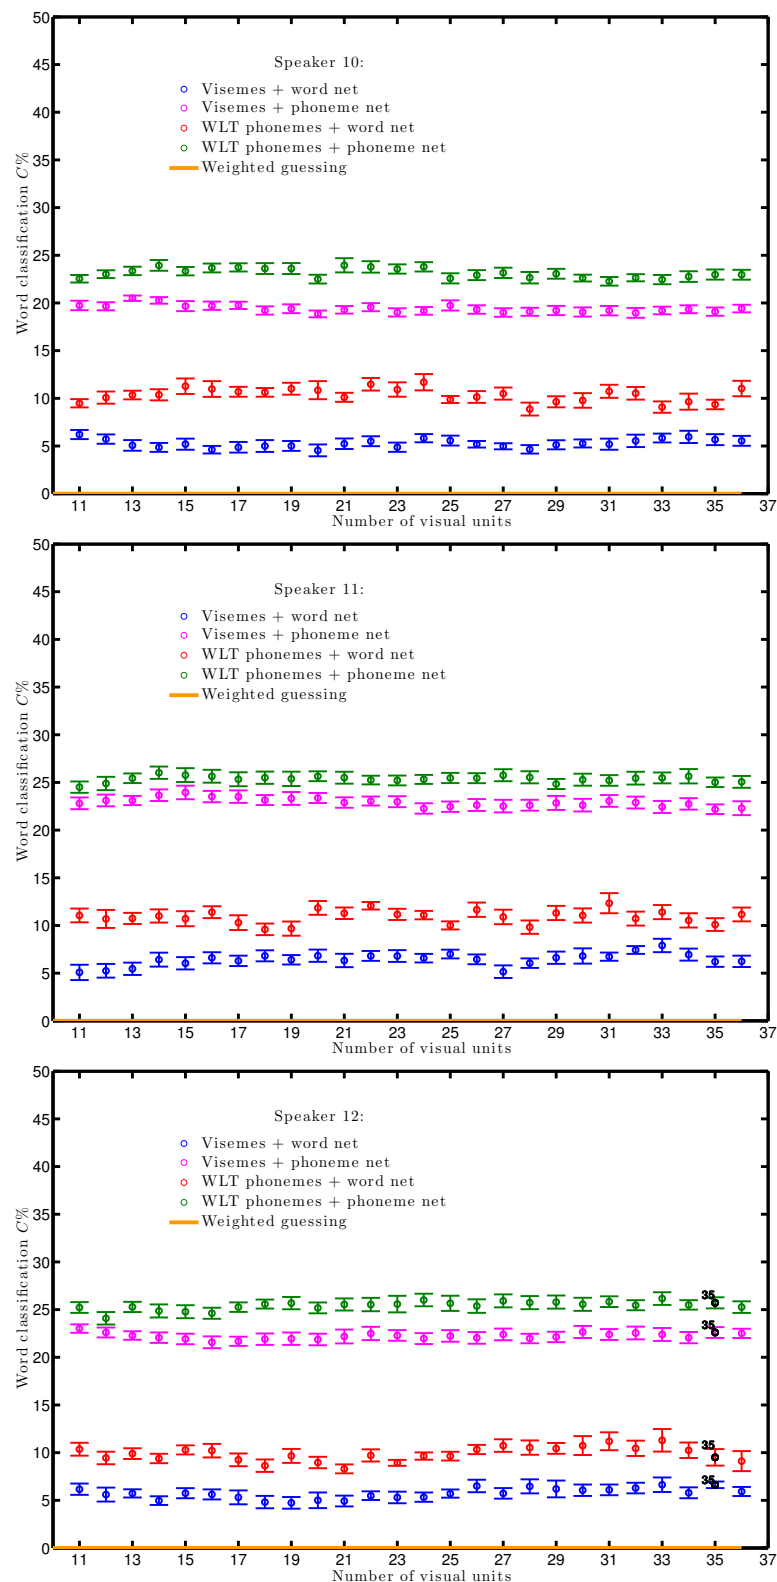 50
45
40
35
30
25
20
15
10
5
0
Word classification C%
Speaker 10:
Visemes + word net
Visemes + phoneme net
WLT phonemes + word net
WLT phonemes + phoneme net
Weighted guessing
11 13 15 17 19 21 23 25 27 29 31 33 35 37
Number of visual units
50
45
40
35
30
25
20
15
10
5
0
Word classification C%
Speaker 11:
Visemes + word net
Visemes + phoneme net
WLT phonemes + word net
WLT phonemes + phoneme net
Weighted guessing
11 13 15 17 19 21 23 25 27 29 31 33 35 37
Number of visual units
50
45
40
35
30
25
20
15
10
5
0
Word classification C%
Speaker 12:
Visemes + word net
Visemes + phoneme net
WLT phonemes + word net
WLT phonemes + phoneme net
Weighted guessing
35
35
35
35
11 13 15 17 19 21 23 25 27 29 31 33 35 37
Number of visual units